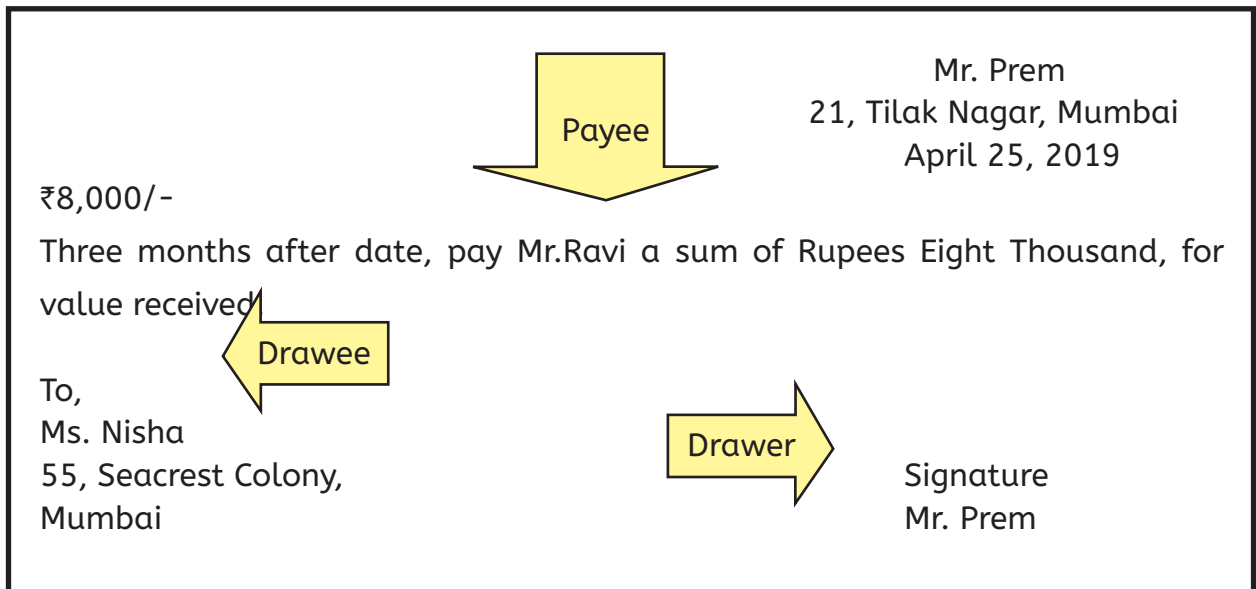 Mr. Prem
21, Tilak Nagar, Mumbai
April 25, 2019
Payee
₹8,000/-
Three months after date, pay Mr.Ravi a sum of Rupees Eight Thousand, for
value received
Drawee
To,
Ms. Nisha
55, Seacrest Colony,
Mumbai
Drawer
Signature
Mr. Prem